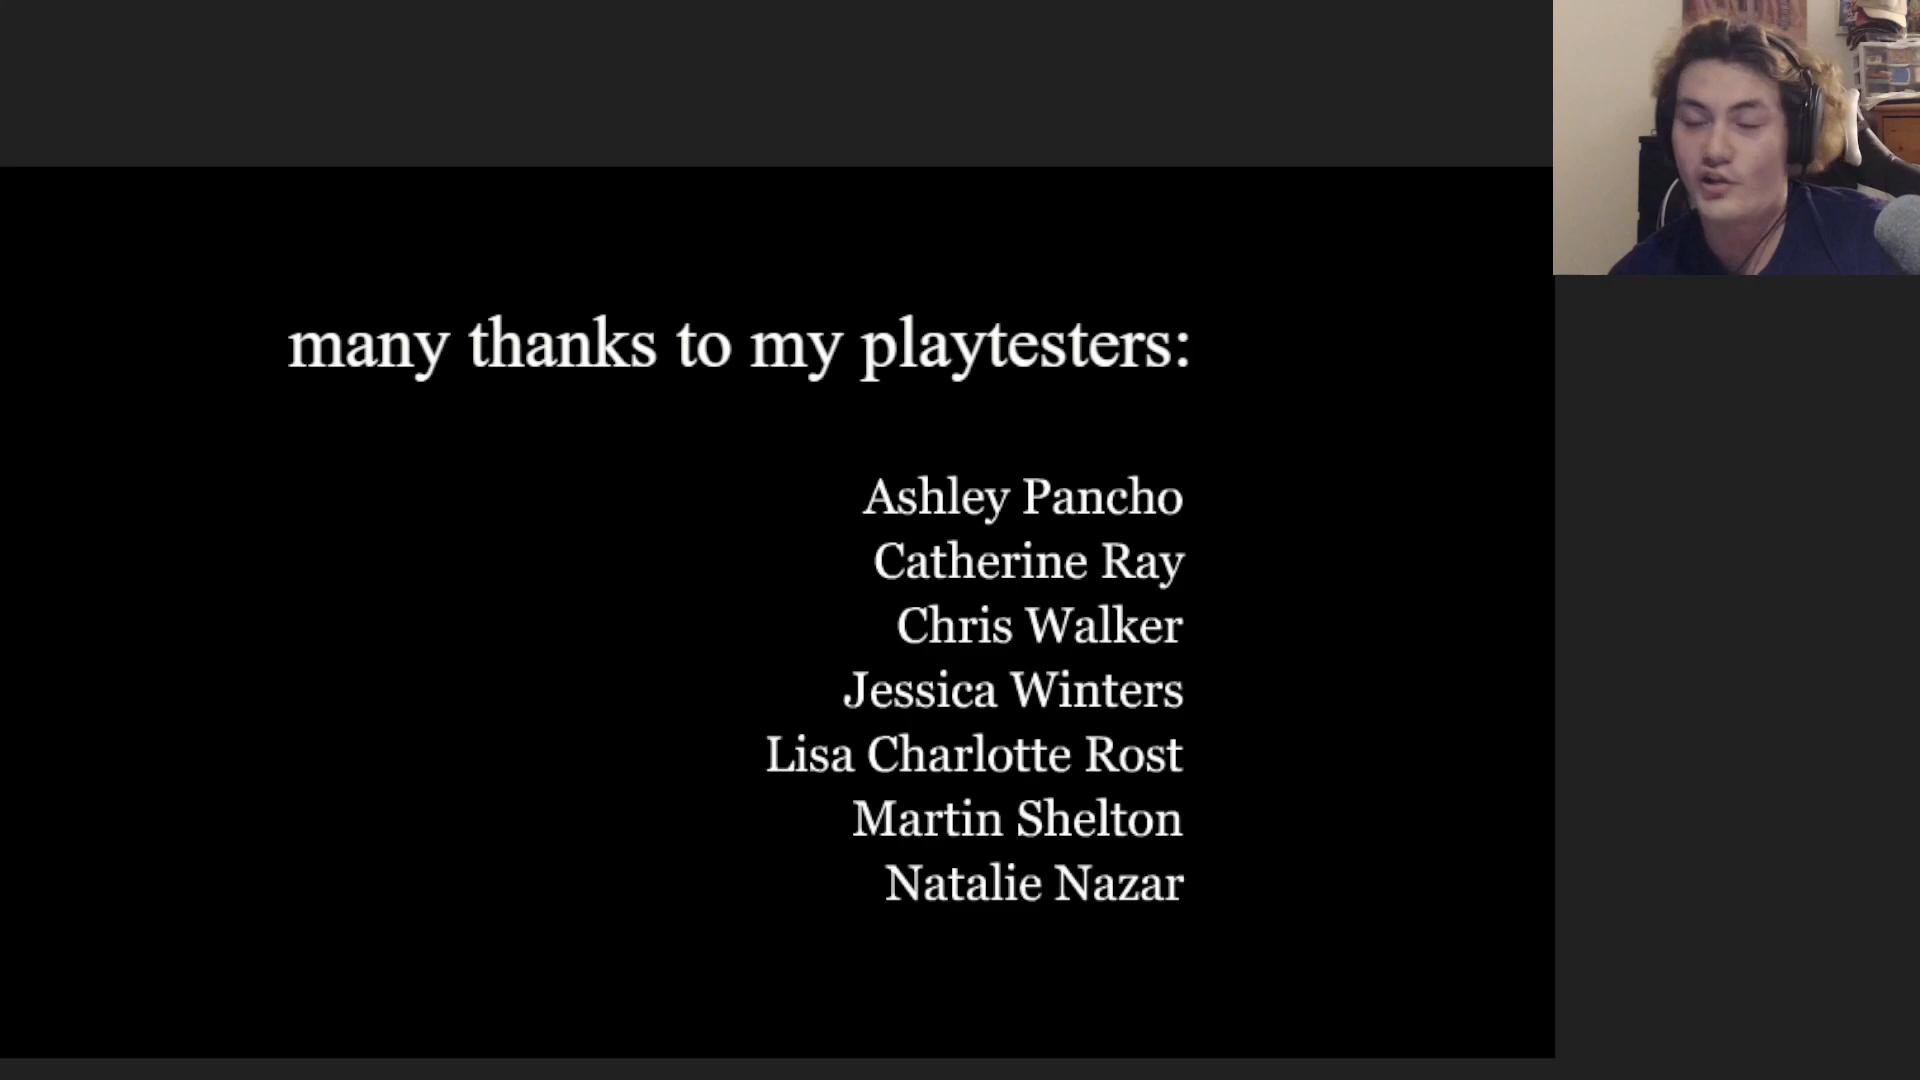 many thanks to my playtesters:
Ashley Pancho
Catherine Ray
Chris Walker
Jessica Winters
Lisa Charlotte Rost
Martin Shelton
Natalie Nazar